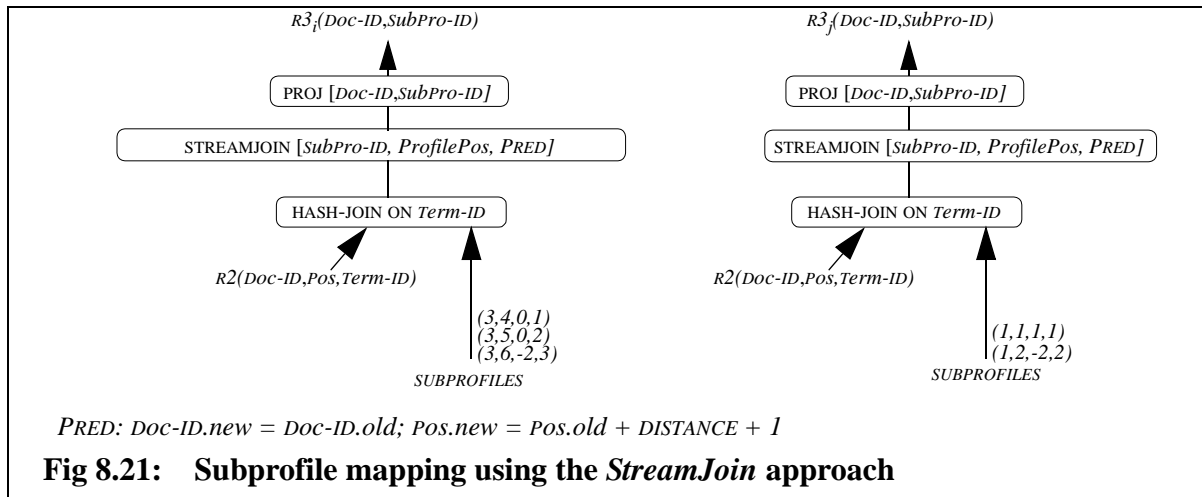 R3i(Doc-ID,SubPro-ID)
R3j(Doc-ID,SubPro-ID)
PROJ [Doc-ID,SubPro-ID]
PROJ [Doc-ID,SubPro-ID]
STREAMJOIN [SubPro-ID, ProfilePos, PRED]
STREAMJOIN [SubPro-ID, ProfilePos, PRED]
HASH-JOIN ON Term-ID
HASH-JOIN ON Term-ID
R2(Doc-ID,Pos,Term-ID)
R2(Doc-ID,Pos,Term-ID)
(3,4,0,1)
(3,5,0,2)
(3,6,-2,3)
SUBPROFILES
(1,1,1,1)
(1,2,-2,2)
SUBPROFILES
PRED: Doc-ID.new = Doc-ID.old; Pos.new = Pos.old + DISTANCE + 1
Fig 8.21: Subprofile mapping using the StreamJoin approach